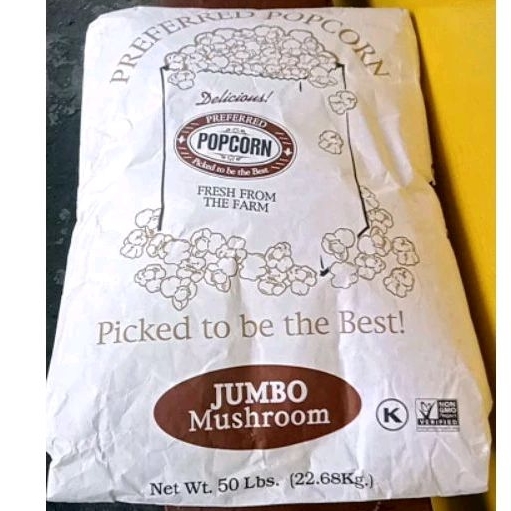 PREFERRED POPCORN
Delicious!
PREFERRED
POPCORN
Picked to be the Best
FRESH FROM
THE FARM
Picked to be the Best!
JUMBO
Mushroom
K
NON
GMO
Project
VERIFIED
Net Wt. 50 Lbs. (22.68Kg.)